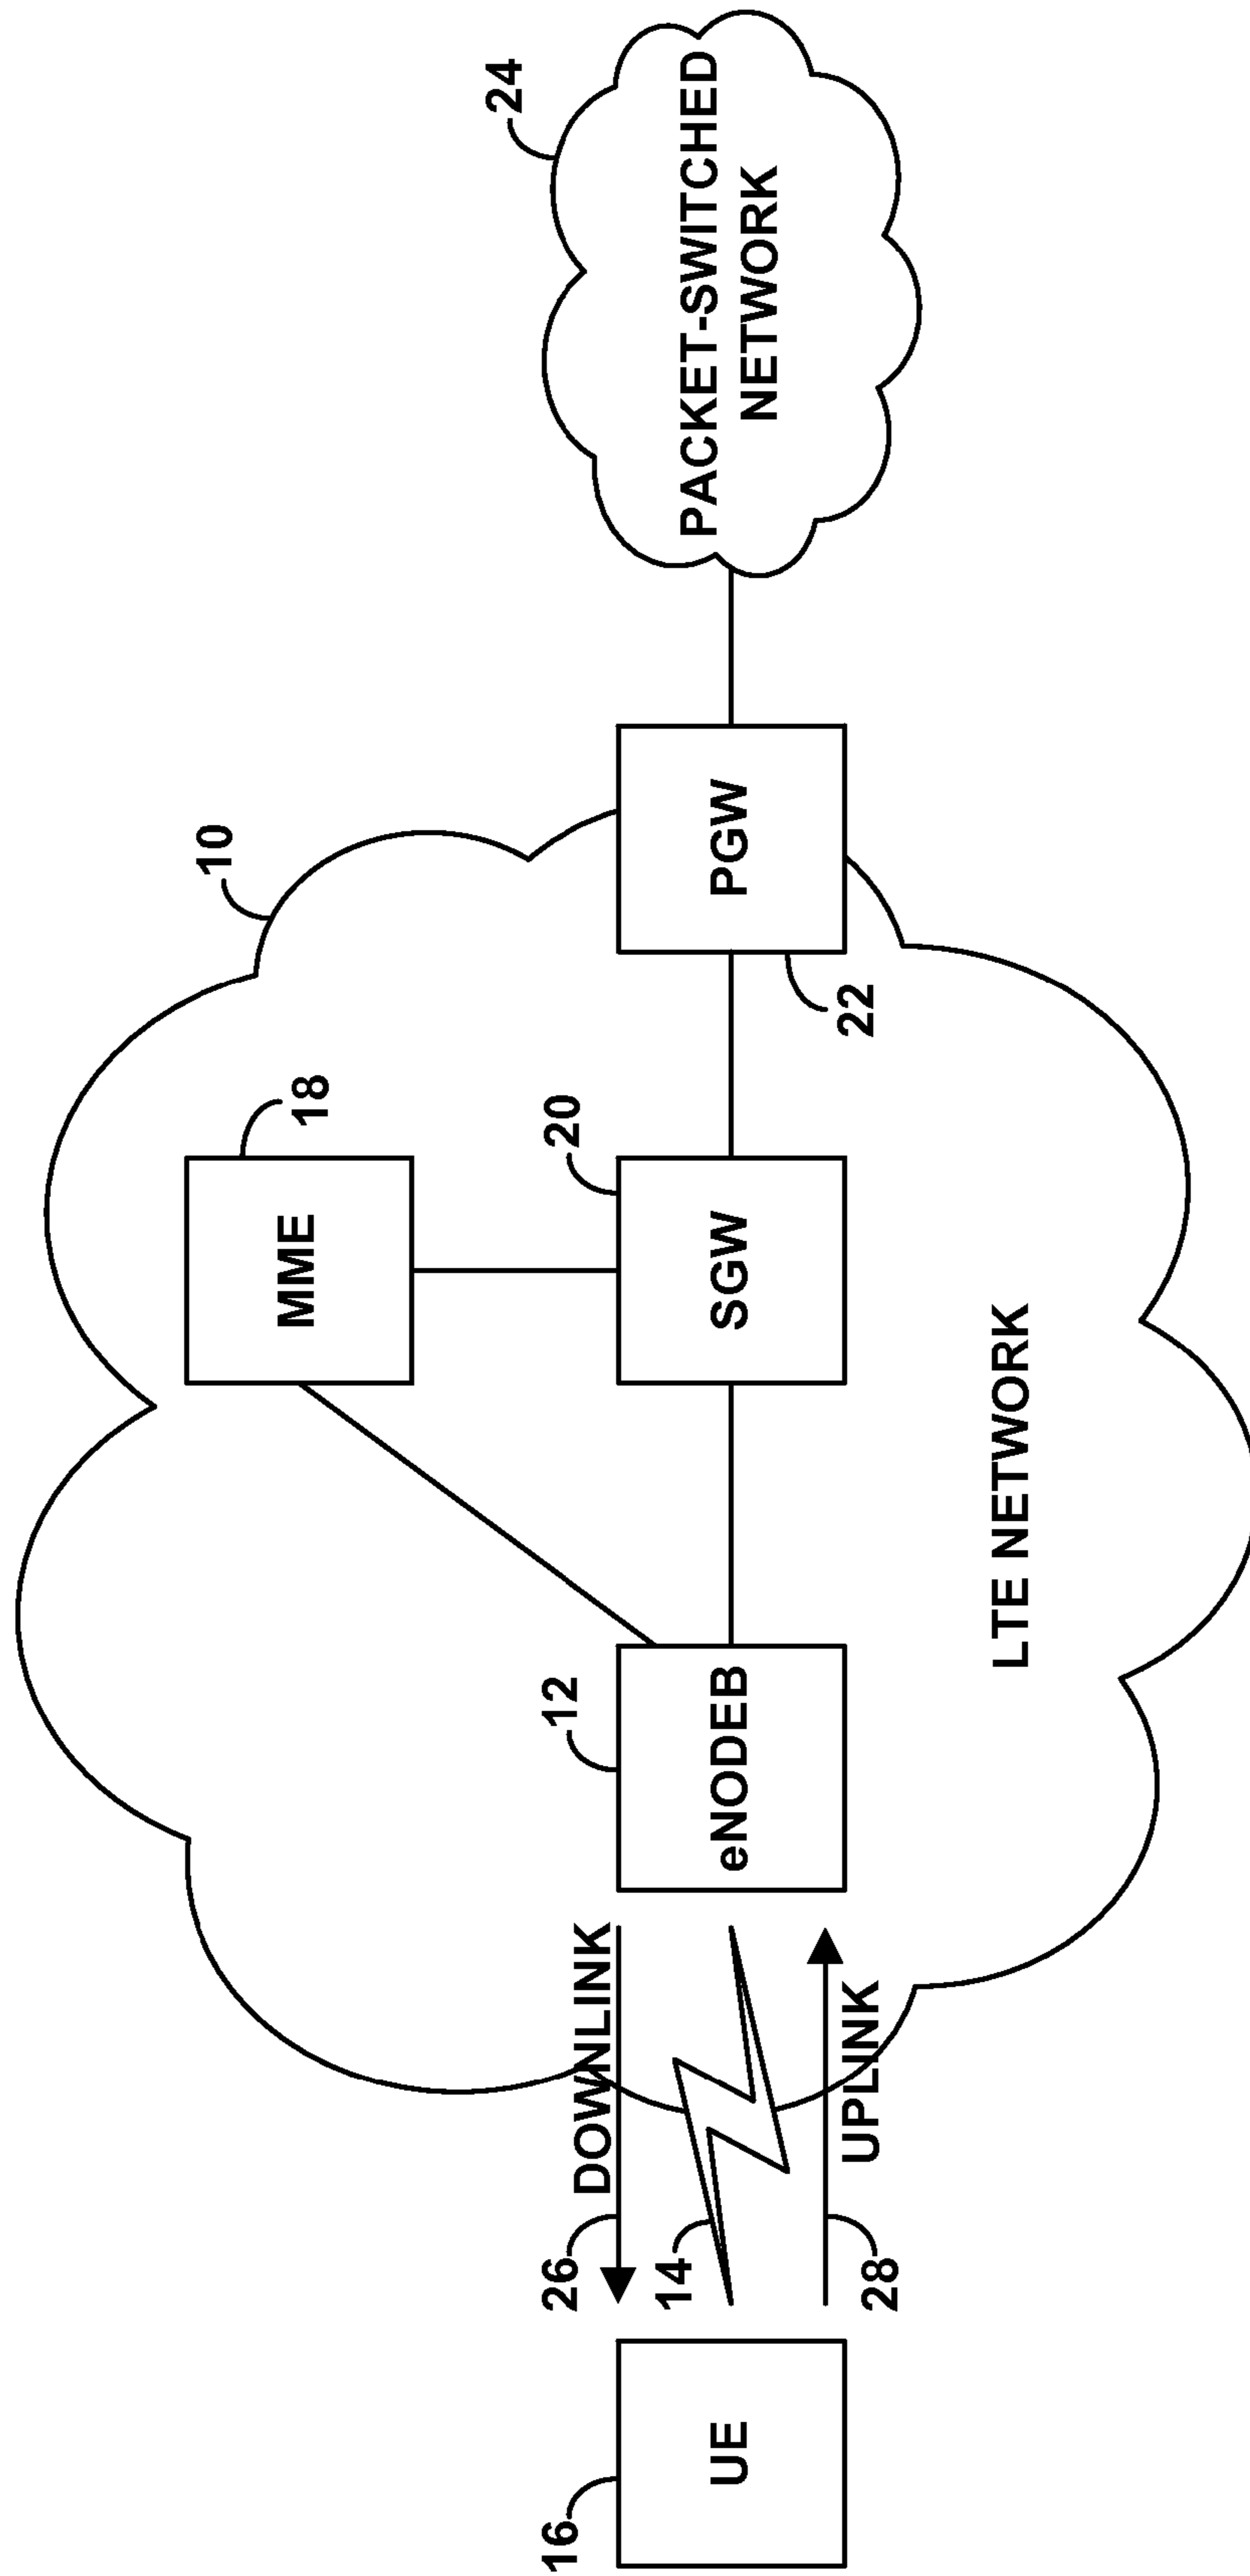 10
18
MME
24
16
UE
26
DOWNLINK
14
28
UPLINK
12
eNODEB
20
SGW
22
PGW
PACKET-SWITCHED
NETWORK
LTE NETWORK